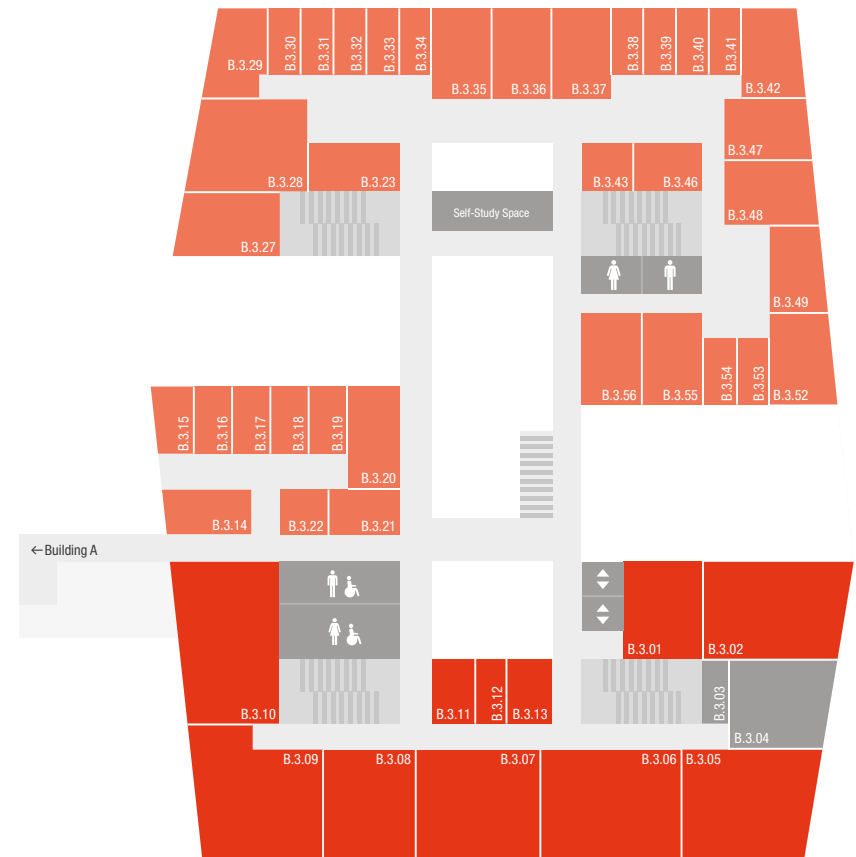 B.3.29
B.3.30
B.3.31
B.3.32
B.3.33
B.3.34
B.3.35
B.3.36
B.3.37
B.3.38
B.3.39
B.3.40
B.3.41
B.3.42
B.3.47
B.3.28
B.3.23
B.3.43
B.3.46
Self-Study Space
B.3.48
B.3.27
B.3.49
B.3.56
B.3.55
B.3.54
B.3.53
B.3.52
B.3.15
B.3.16
B.3.17
B.3.18
B.3.19
B.3.20
B.3.14
B.3.22
B.3.21
←Building A
B.3.01
B.3.02
B.3.10
B.3.11
B.3.12
B.3.13
B.3.03
B.3.04
B.3.09
B.3.08
B.3.07
B.3.06
B.3.05